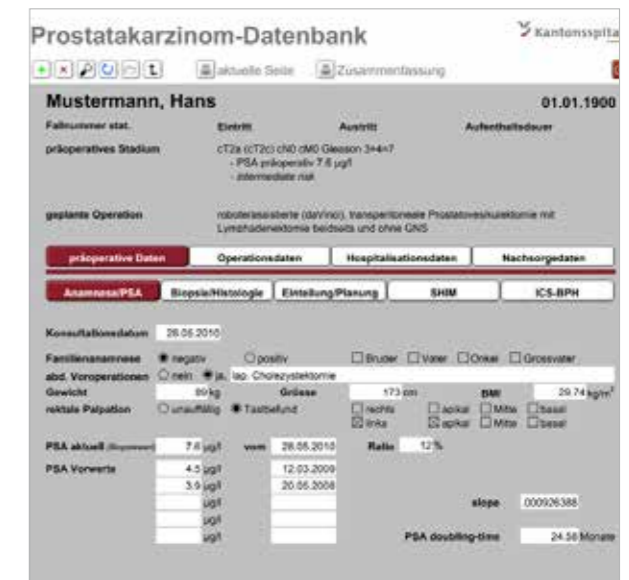 Prostatakarzinom-Datenbank
Kantonsspita
aktuelle Seite Zusammenfassung
Mustermann, Hans 01.01.1900
Fallnummer stat. Eintritt Austritt Aufenthaltsdauer
präoperatives Stadium cT2a (cT2c) cN0 cM0 Gleason 3+4=7
- PSA präoperativ 7.6 µg/l
- intermediate risk
geplante Operation roboterassistierte (daVinci), transperitoneale Prostatovesikulektomie mit
Lymphadenektomie beidseits und ohne GNS
präoperative Daten Operationsdaten Hospitalisationsdaten Nachsorgedaten
Anamnese/PSA Biopsie/Histologie Einteilung/Planung SHIM ICS-BPH
Konsultationsdatum 28.05.2010
Familienanamnese negativ positiv Bruder Vater Onkel Grossvater
abd. Voroperationen nein ja, lap. Cholezystektomie
Gewicht 89 kg Grösse 173 cm BMI 29.74 kg/m²
rektale Palpation unauffällig Tastbefund rechts apikal Mitte basal
links apikal Mitte basal
PSA aktuell vom 28.05.2010 Ratio 12 %
7.6 µg/l
PSA Vorwerte 4.5 µg/l 12.03.2009
3.9 µg/l 20.05.2008
µg/l slope 000926388
µg/l
µg/l PSA doubling-time 24.58 Monate